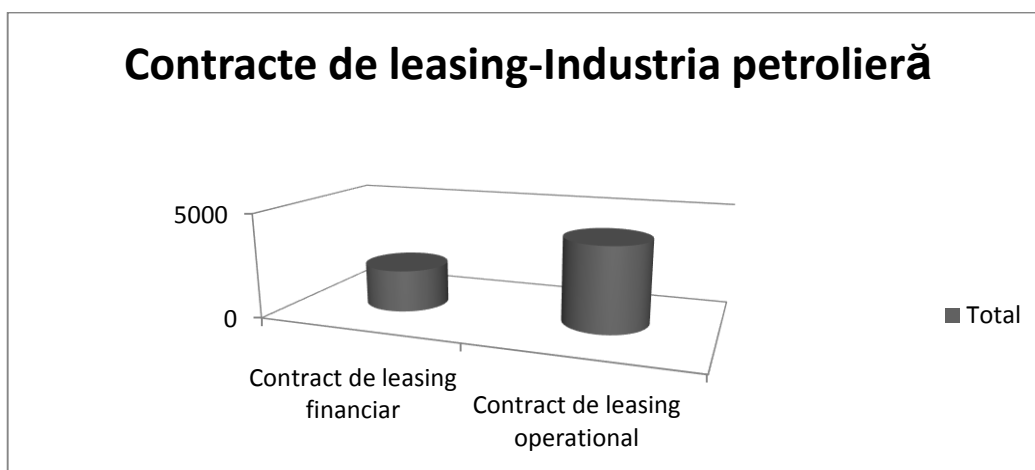 Contracte de leasing-Industria petrolieră
5000
0
Contract de leasing
financiar
Contract de leasing
operational
Total